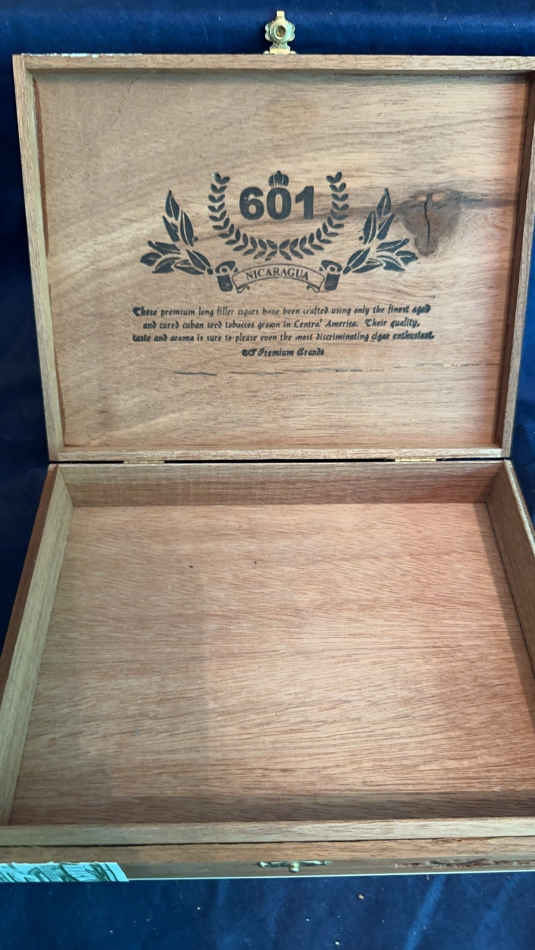 601
NICARAGUA
These premium long filler cigars have been crafted using only the finest aged
and cured cuban seed tobaccos grown in Central America. Their quality,
taste and aroma is sure to please even the most discriminating cigar enthusiast.
Premium Brands